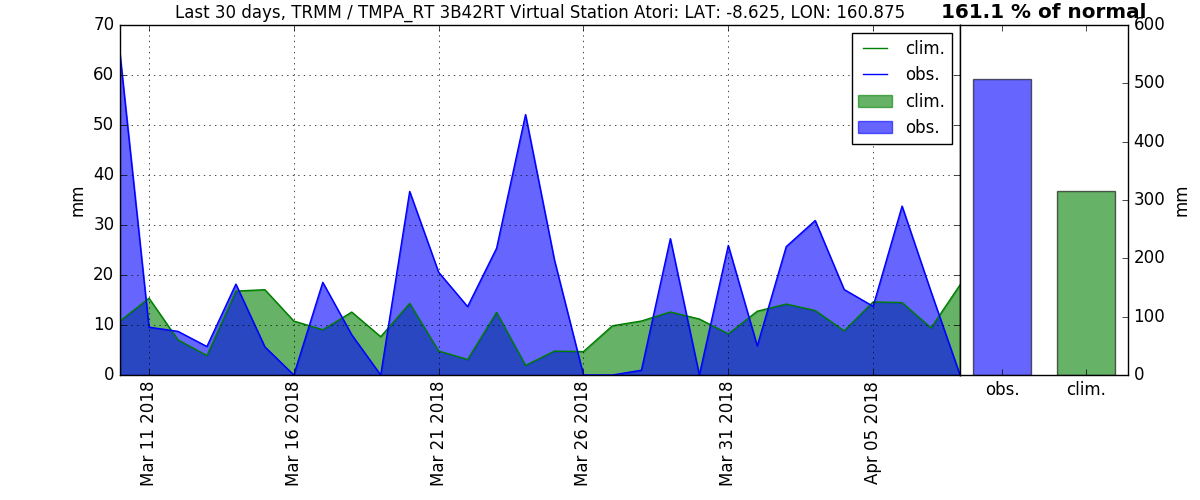 Last 30 days, TRMM / TMPA_RT 3B42RT Virtual Station Atori: LAT: -8.625, LON: 160.875
161.1 % of normal
70
60
50
40
30
20
10
0
mm
clim.
obs.
clim.
obs.
Mar 11 2018
Mar 16 2018
Mar 21 2018
Mar 26 2018
Mar 31 2018
Apr 05 2018
600
500
400
300
200
100
0
mm
obs.
clim.